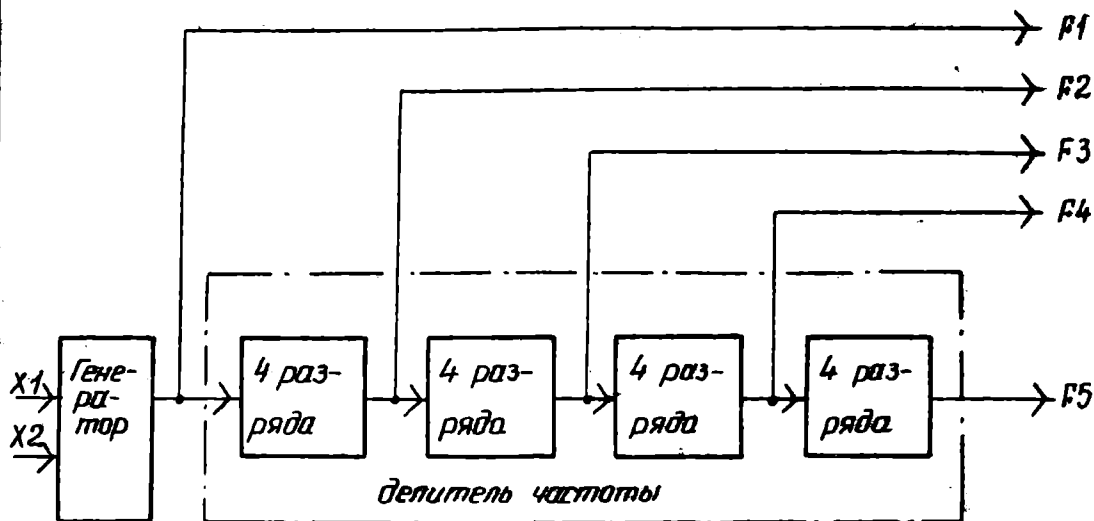 F1
F2
F3
F4
X1
X2
Гене-
ра-
тор
4 раз-
ряда
4 раз-
ряда
4 раз-
ряда
4 раз-
ряда
F5
делитель частоты